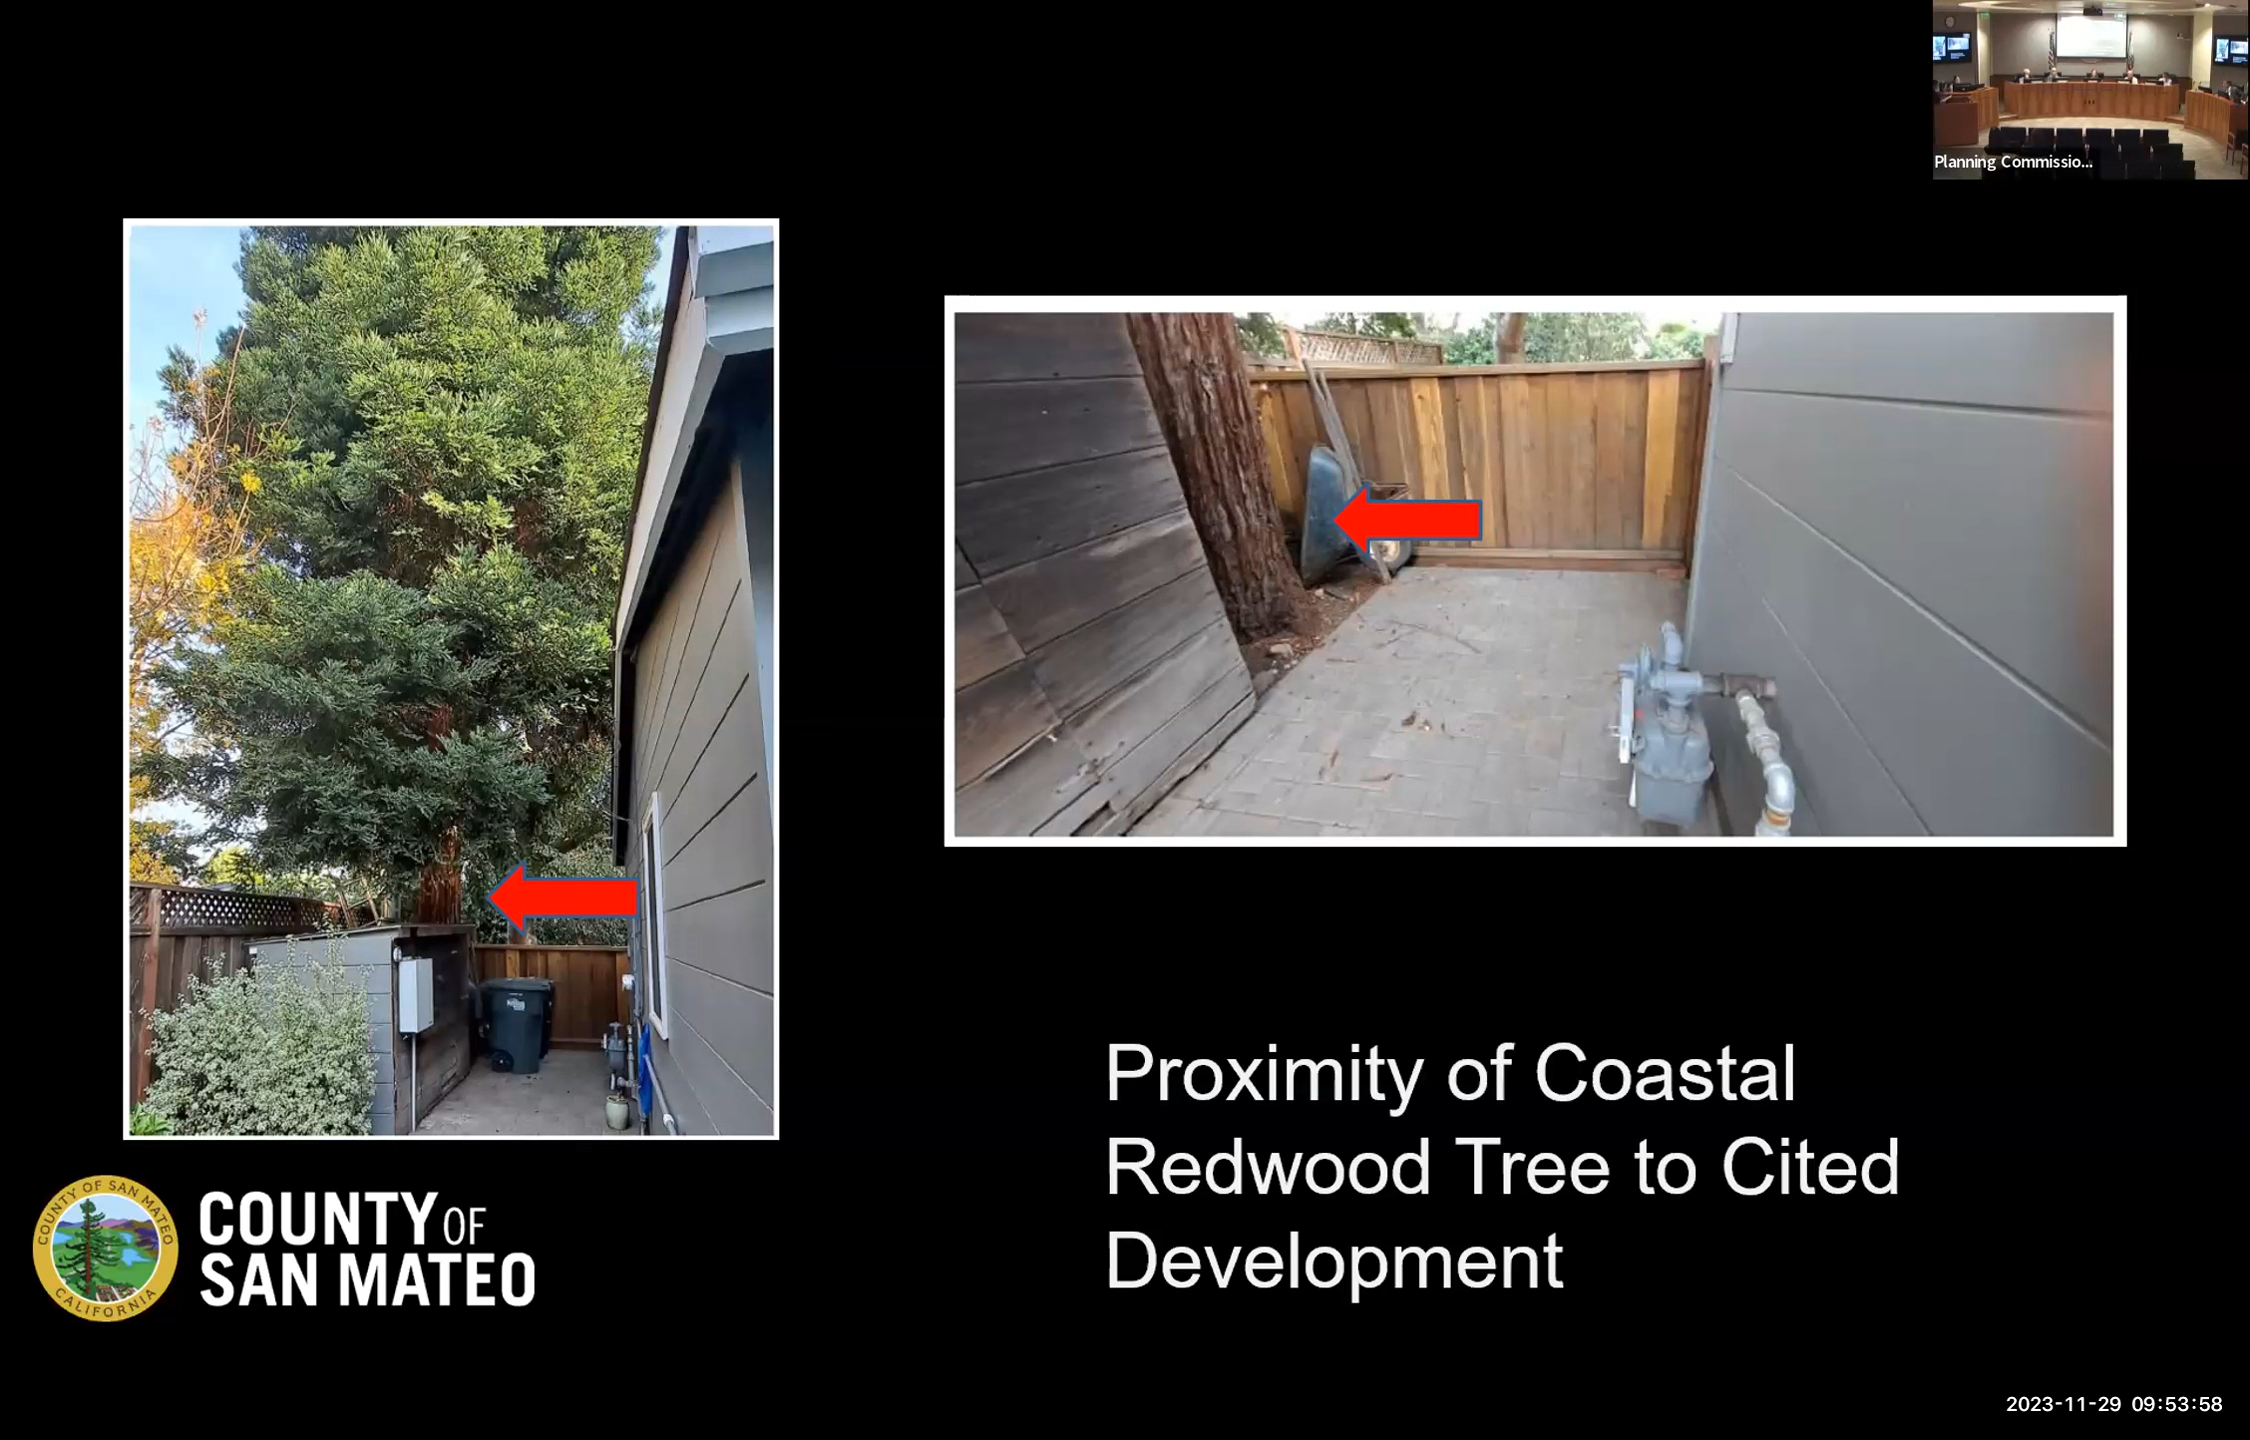 Planning Commissio...
Proximity of Coastal
Redwood Tree to Cited
Development
COUNTY OF SAN MATEO
CALIFORNIA
COUNTY OF
SAN MATEO
2023-11-29 09:53:58